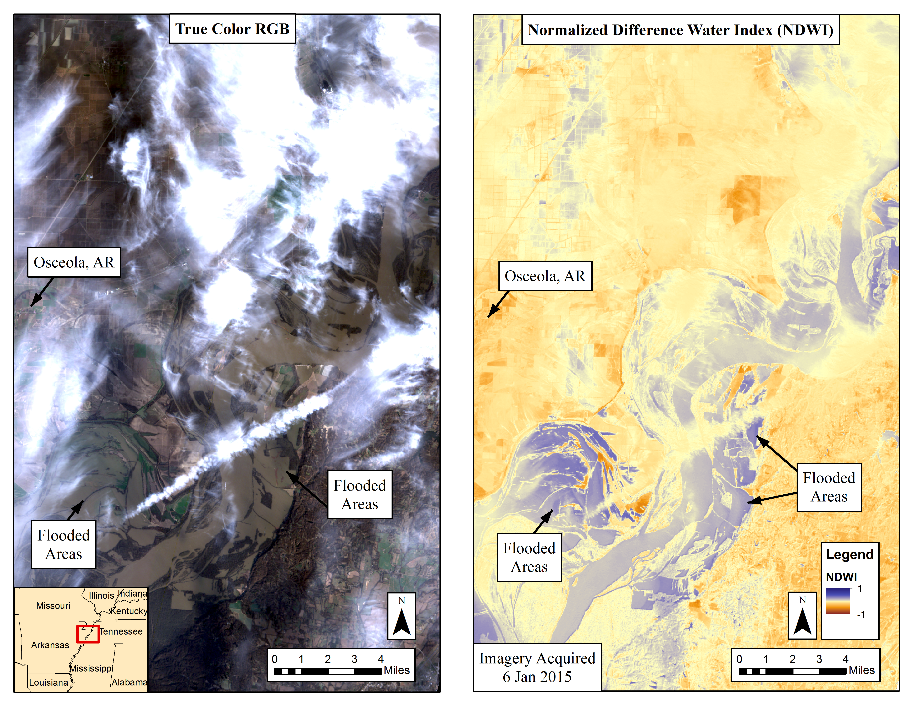 True Color RGB
Osceola, AR
Flooded
Areas
Flooded
Areas
Illinois
Indiana
Missouri
Kentucky
Tennessee
Arkansas
Mississippi
Louisiana
Alabama
N
0 1 2 3 4
Miles
Normalized Difference Water Index (NDWI)
Osceola, AR
Flooded
Areas
Flooded
Areas
Legend
NDWI
1
-1
N
Imagery Acquired
6 Jan 2015
0 1 2 3 4
Miles